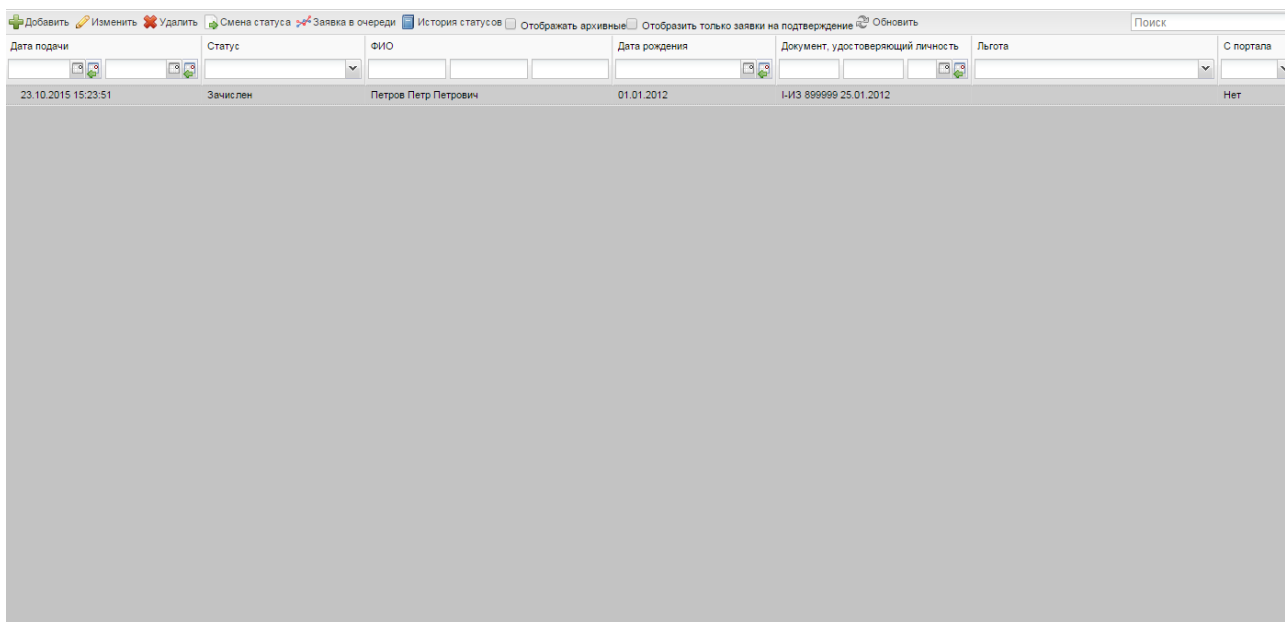 Добавить Изменить Удалить Смена статуса Заявка в очереди История статусов Отображать архивные Отобразить только заявки на подтверждение Обновить Поиск
Дата подачи Статус ФИО Дата рождения Документ, удостоверяющий личность Льгота С портала
23.10.2015 15:23:51 Зачислен Петров Петр Петрович 01.01.2012 I-ИЗ 899999 25.01.2012 Нет